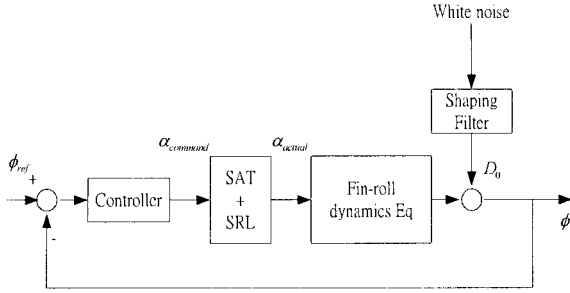 White noise
Shaping
Filter
D₀
ϕref
+
-
Controller
αcommand
SAT
+
SRL
αactual
Fin-roll
dynamics Eq
ϕ